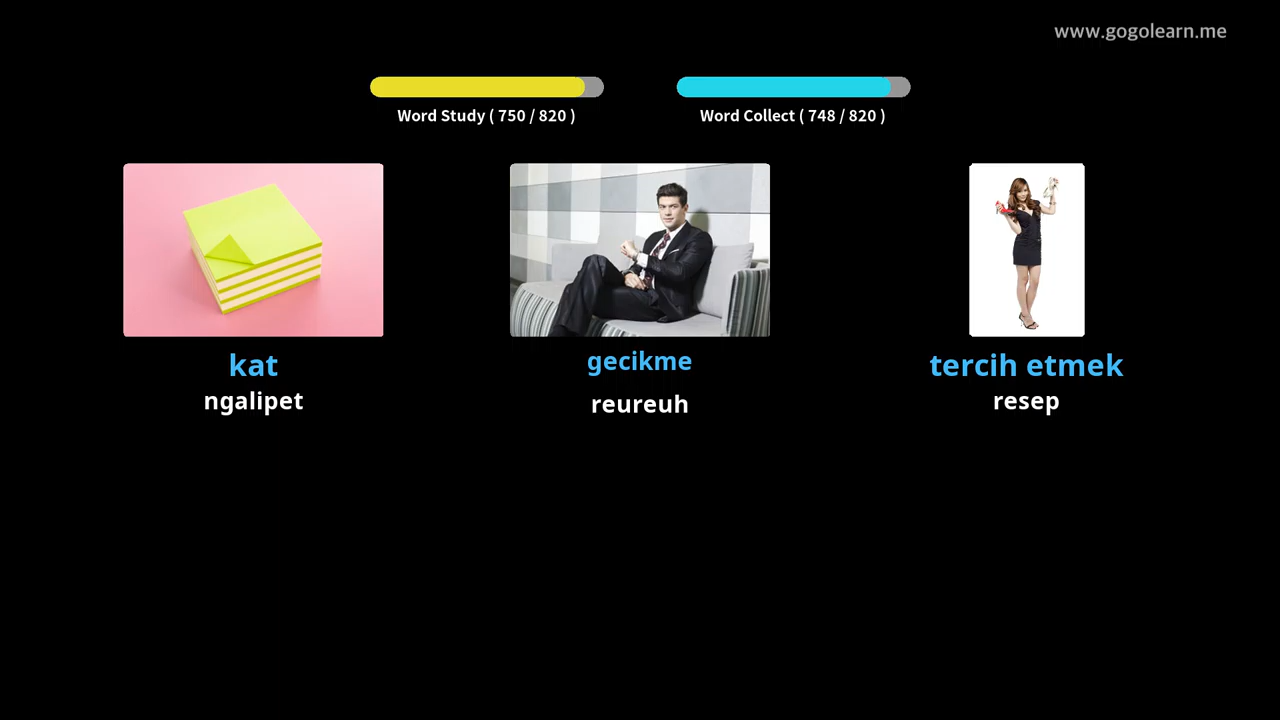 www.gogolearn.me
Word Study ( 750 / 820 )
Word Collect ( 748 / 820 )
kat
ngalipet
gecikme
reureuh
tercih etmek
resep